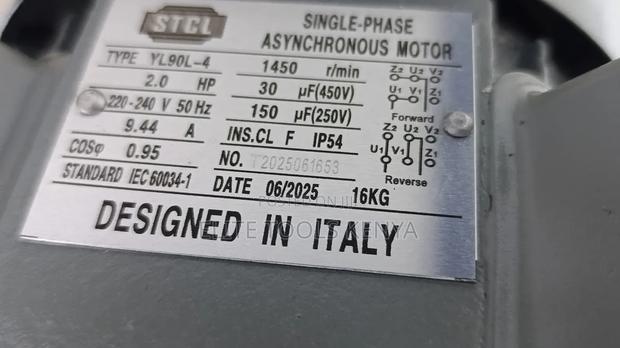 STCL
SINGLE-PHASE
ASYNCHRONOUS MOTOR
TYPE YL90L-4
1450 r/min
2.0 HP
30 μF(450V)
220-240 V 50 Hz
150 μF(250V)
9.44 A
INS.CL F IP54
COSφ 0.95
NO. T2025061653
STANDARD IEC 60034-1
DATE 06/2025 16KG
Z2 U2 V2
U1 V1 Z1
Forward
Z2 U2 V2
U1 V1 Z1
Reverse
DESIGNED IN ITALY
ELITE TOOLS KENYA